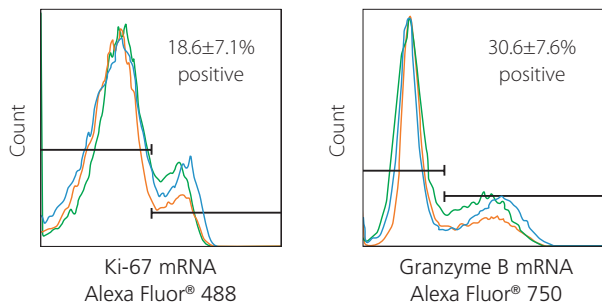 18.6±7.1%
positive
Count
Ki-67 mRNA
Alexa Fluor® 488
30.6±7.6%
positive
Count
Granzyme B mRNA
Alexa Fluor® 750